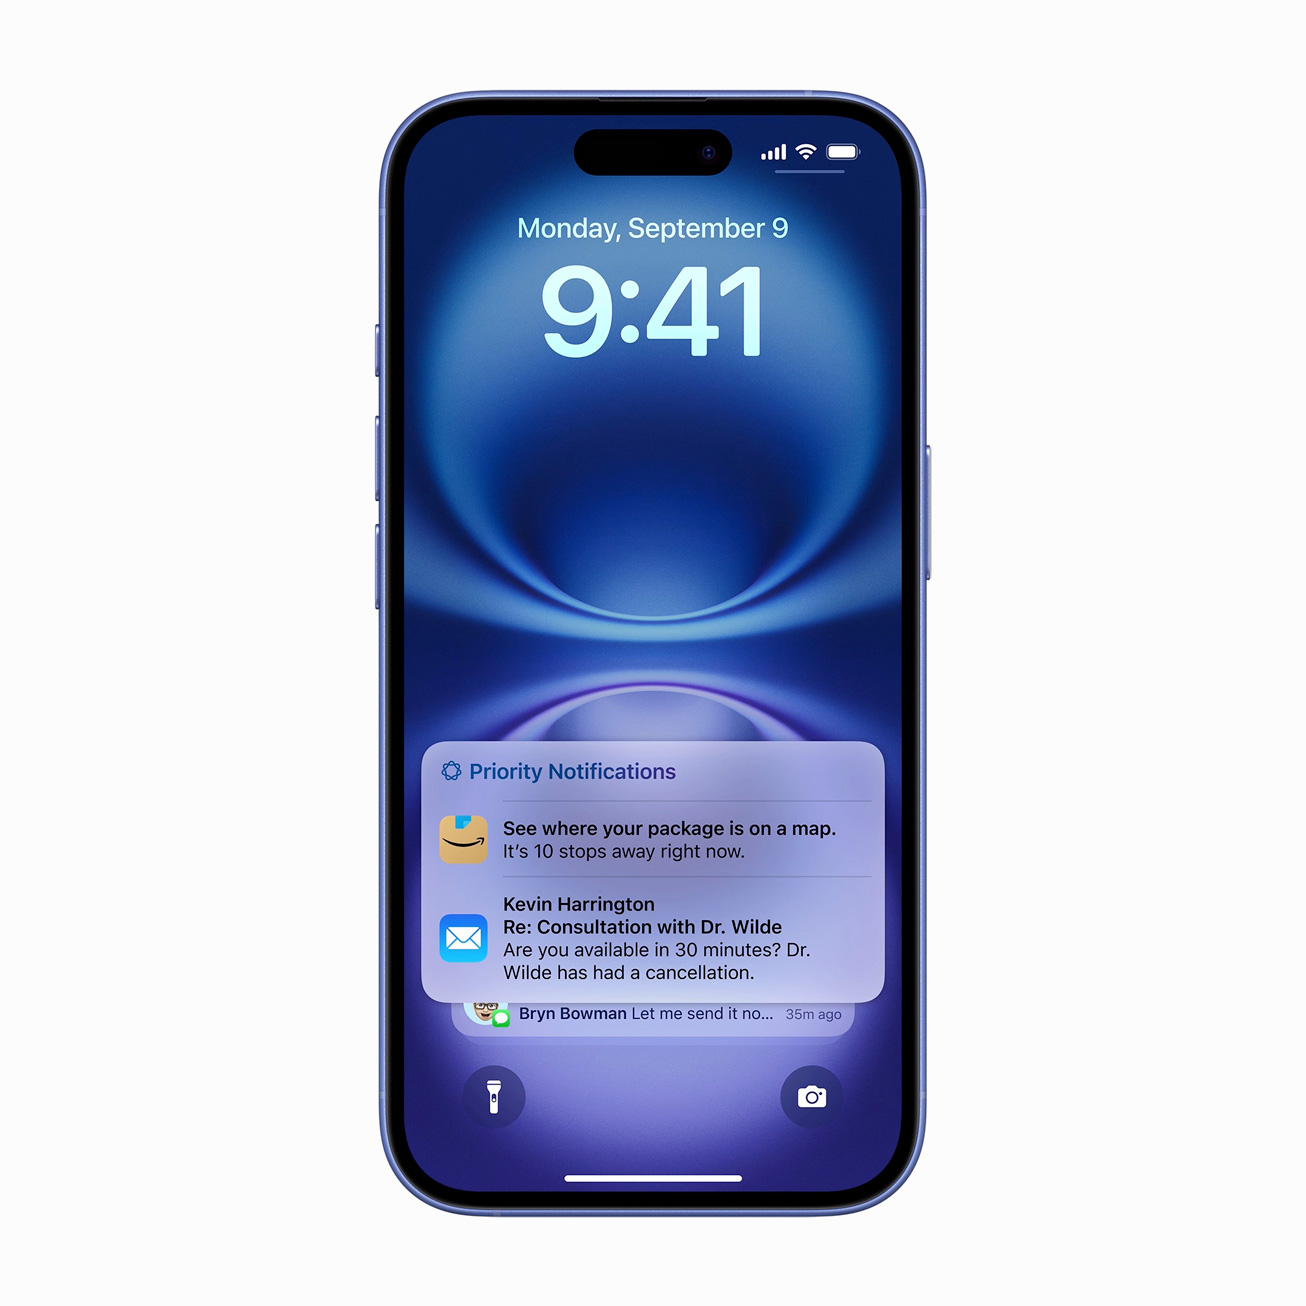 Monday, September 9
9:41
Priority Notifications
See where your package is on a map.
It's 10 stops away right now.
Kevin Harrington
Re: Consultation with Dr. Wilde
Are you available in 30 minutes? Dr.
Wilde has had a cancellation.
Bryn Bowman Let me send it no... 35m ago